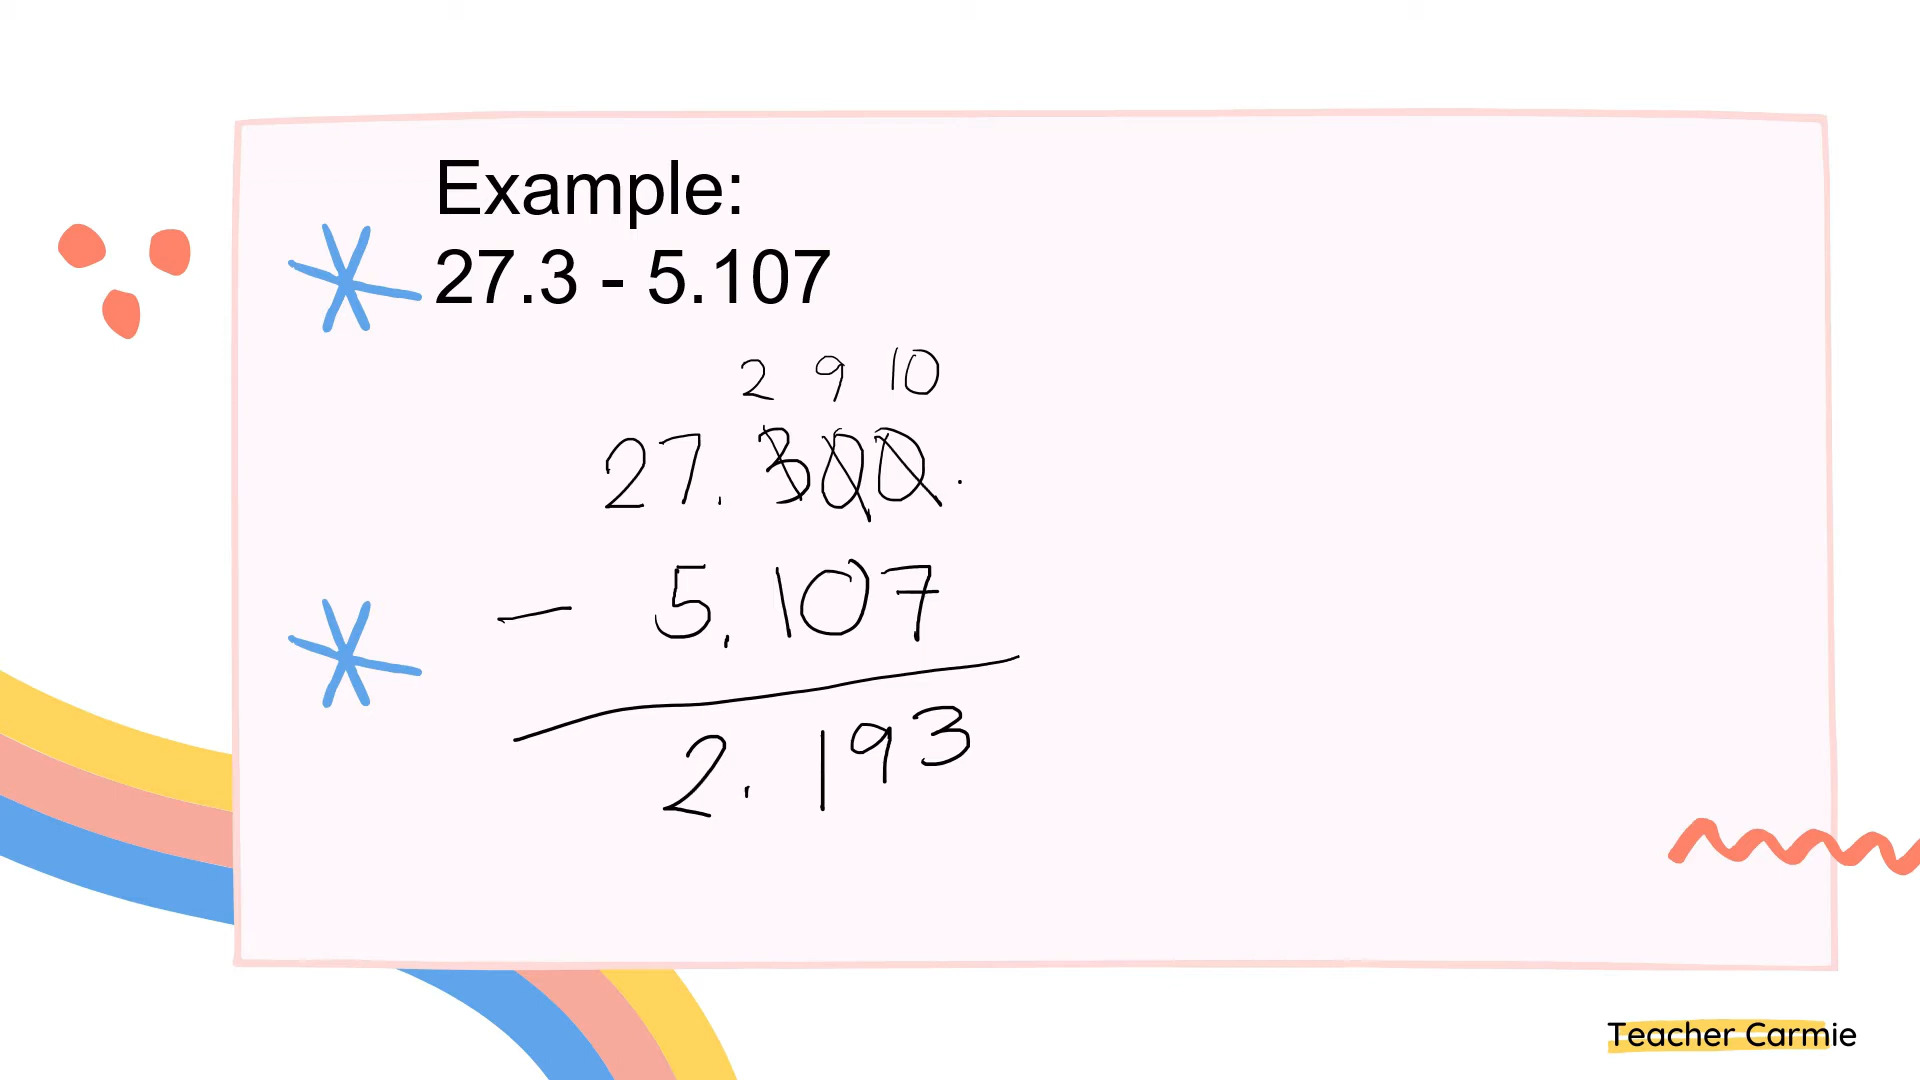 Example:
27.3 - 5.107
2 9 10
27.300.
- 5.107
2.193
Teacher Carmie